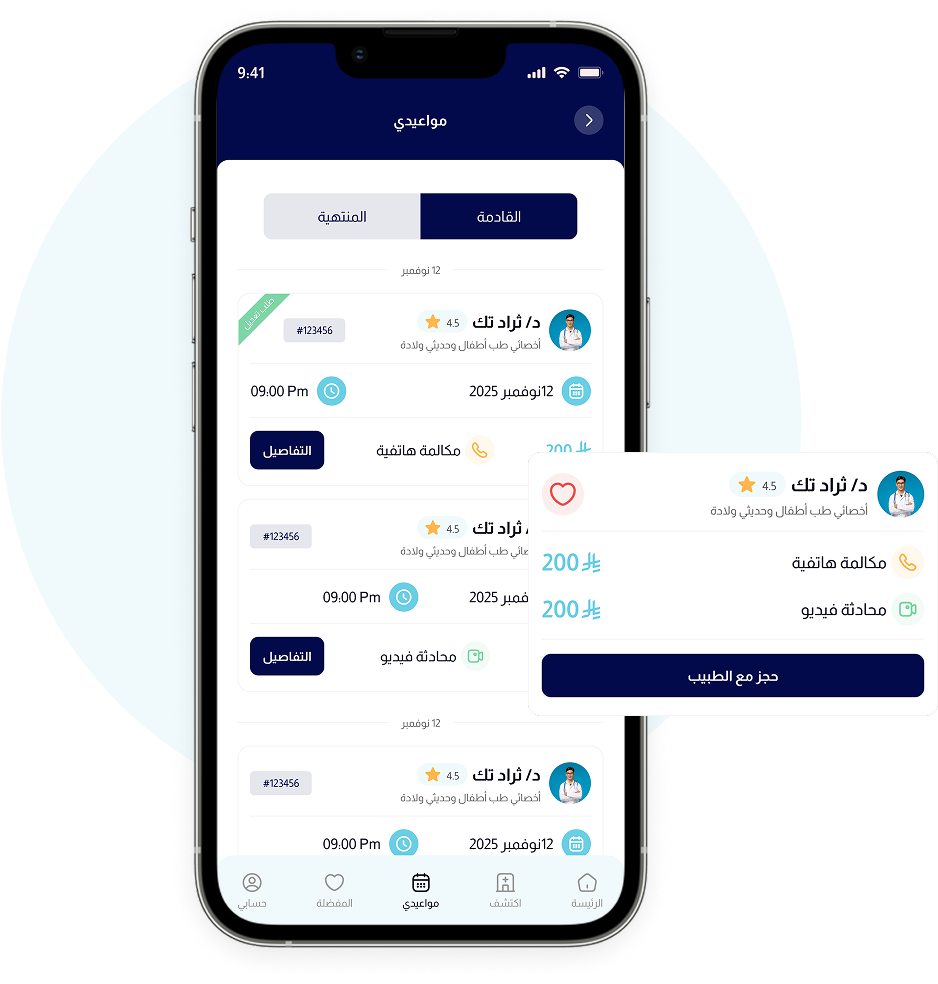 9:41
مواعيدي
القادمة
المنتهية
12 نوفمبر
د/ ثراد تك
4.5
#123456
طلب تعديل
أخصائي طب أطفال وحديثي ولادة
12نوفمبر 2025
09:00 Pm
200
مكالمة هاتفية
التفاصيل
ثراد تك
4.5
#123456
أخصائي طب أطفال وحديثي ولادة
2025
09:00 Pm
محادثة فيديو
التفاصيل
د/ ثراد تك
4.5
أخصائي طب أطفال وحديثي ولادة
مكالمة هاتفية
200
محادثة فيديو
200
حجز مع الطبيب
12 نوفمبر
د/ ثراد تك
4.5
#123456
أخصائي طب أطفال وحديثي ولادة
12نوفمبر 2025
09:00 Pm
الرئيسة
اكتشف
مواعيدي
المفضلة
حسابي